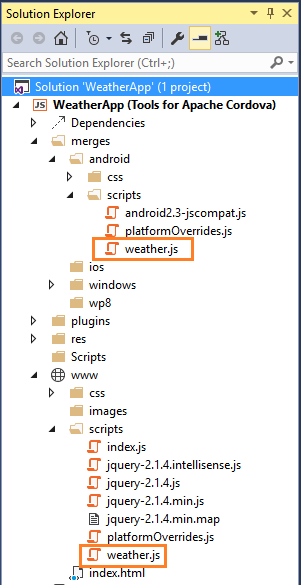 Solution Explorer
Search Solution Explorer (Ctrl+;)
Solution 'WeatherApp' (1 project)
JS WeatherApp (Tools for Apache Cordova)
Dependencies
merges
android
css
scripts
android2.3-jscompat.js
platformOverrides.js
weather.js
ios
windows
wp8
plugins
res
Scripts
www
css
images
scripts
index.js
jquery-2.1.4.intellisense.js
jquery-2.1.4.js
jquery-2.1.4.min.js
jquery-2.1.4.min.map
platformOverrides.js
weather.js
index.html